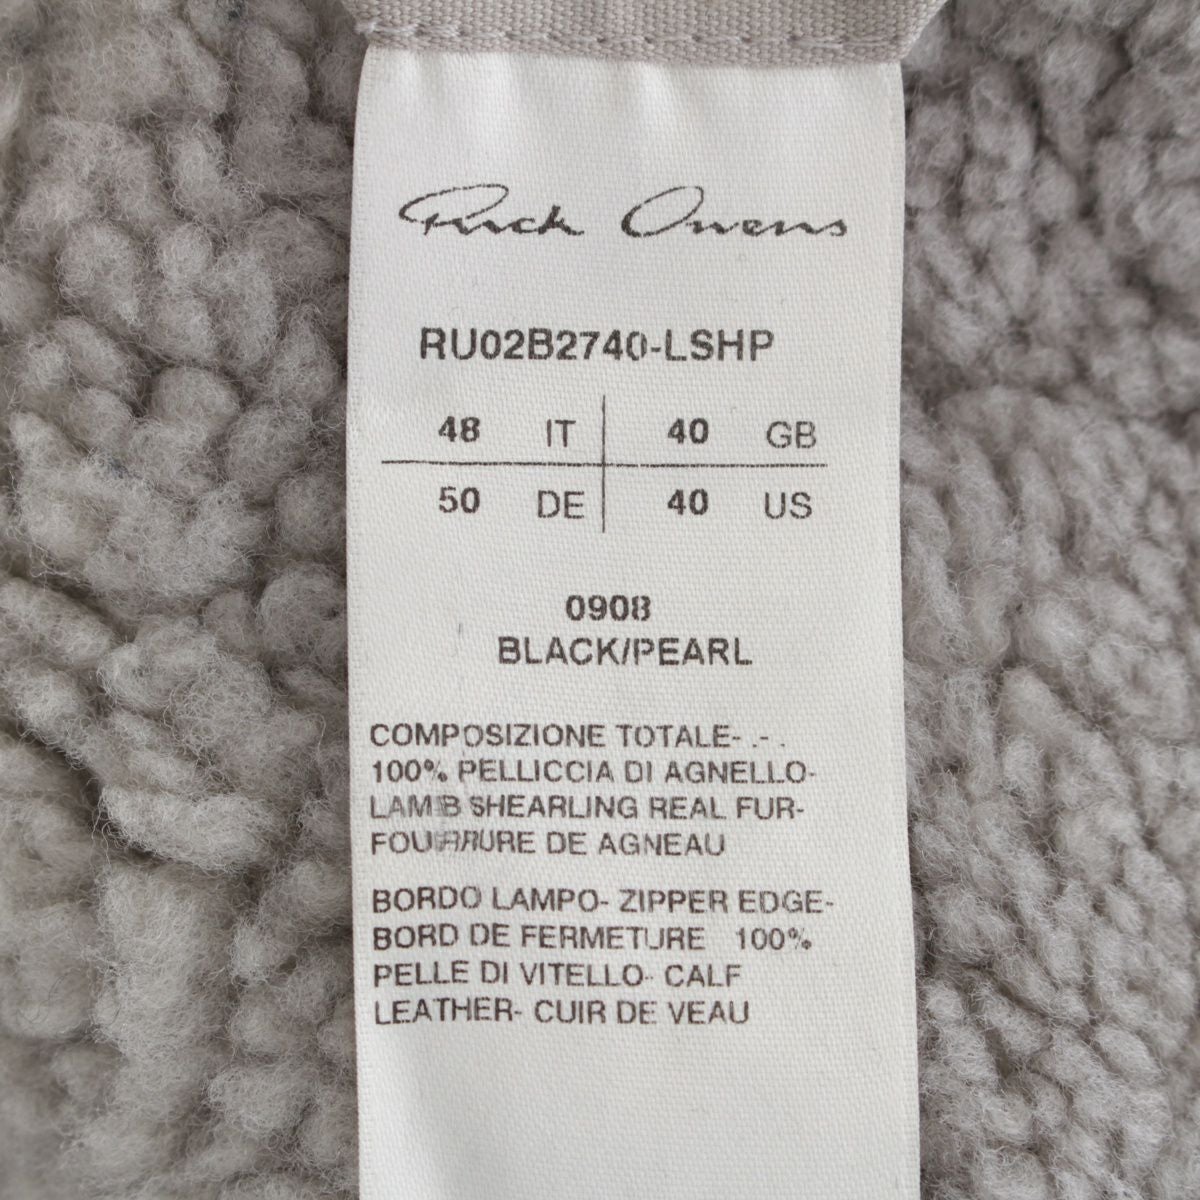 Rick Owens
RU02B2740-LSHP
48 IT 40 GB
50 DE 40 US
0908
BLACK/PEARL
COMPOSIZIONE TOTALE- .- .
100% PELLICCIA DI AGNELLO-
LAMB SHEARLING REAL FUR-
FOURRURE DE AGNEAU
BORDO LAMPO- ZIPPER EDGE-
BORD DE FERMETURE 100%
PELLE DI VITELLO- CALF
LEATHER- CUIR DE VEAU